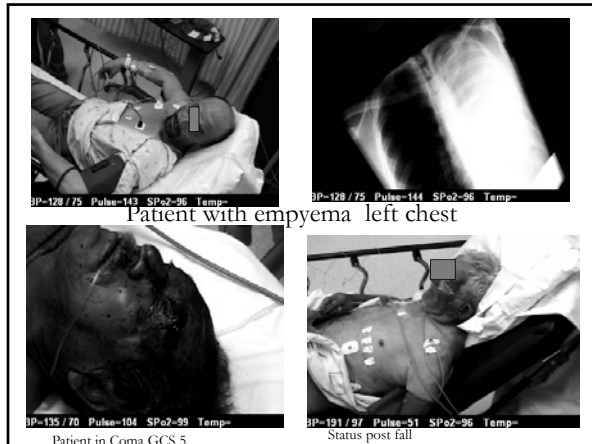 BP=128/75 Pulse=143 SPo2=96 Temp=
BP=128/75 Pulse=144 SPo2=96 Temp=
Patient with empyema left chest
BP=135/70 Pulse=104 SPo2=99 Temp=
BP=191/97 Pulse=51 SPo2=96 Temp=
Patient in Coma GCS 5
Status post fall